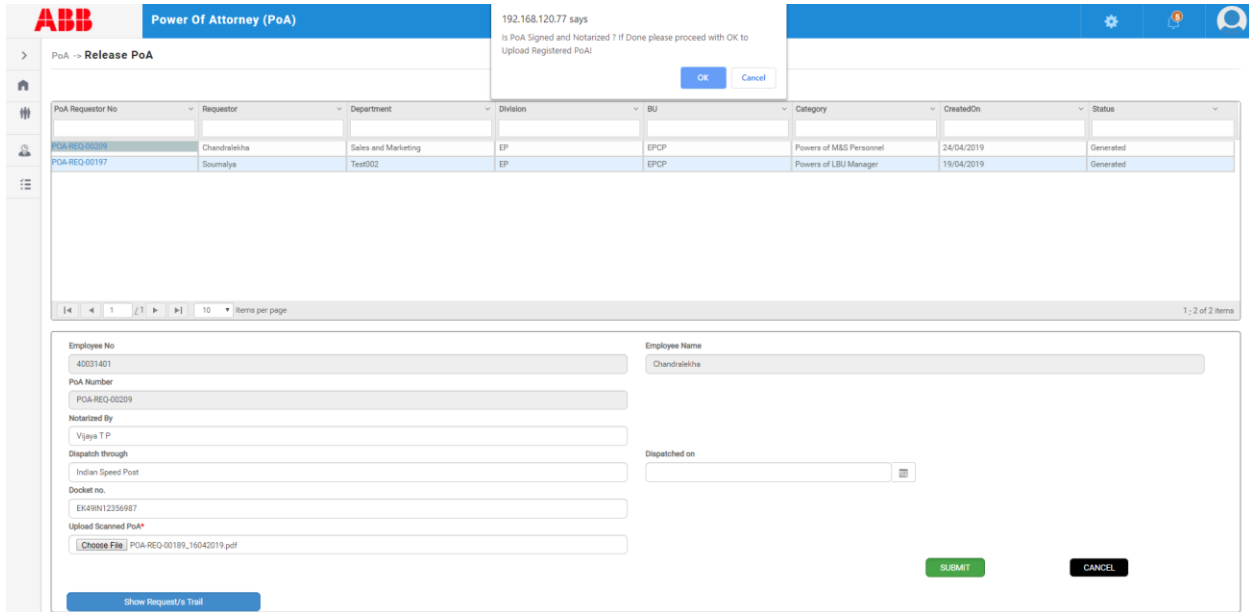 ABB
Power Of Attorney (PoA)
192.168.120.77 says
Is PoA Signed and Notarized ? If Done please proceed with OK to
Upload Registered PoA!
OK Cancel
5
PoA -> Release PoA
PoA Requestor No Requestor Department Division BU Category CreatedOn Status
POA-REQ-00209 Chandralekha Sales and Marketing EP EPCP Powers of M&S Personnel 24/04/2019 Generated
POA-REQ-00197 Soumalya Test002 EP EPCP Powers of LBU Manager 19/04/2019 Generated
1 / 1 10 items per page 1 - 2 of 2 items
Employee No Employee Name
40031401 Chandralekha
PoA Number
POA-REQ-00209
Notarized By
Vijaya T P
Dispatch through Dispatched on
Indian Speed Post
Docket no.
EK49IN12356987
Upload Scanned PoA*
Choose File POA-REQ-00189_16042019.pdf
SUBMIT CANCEL
Show Request/s Trail